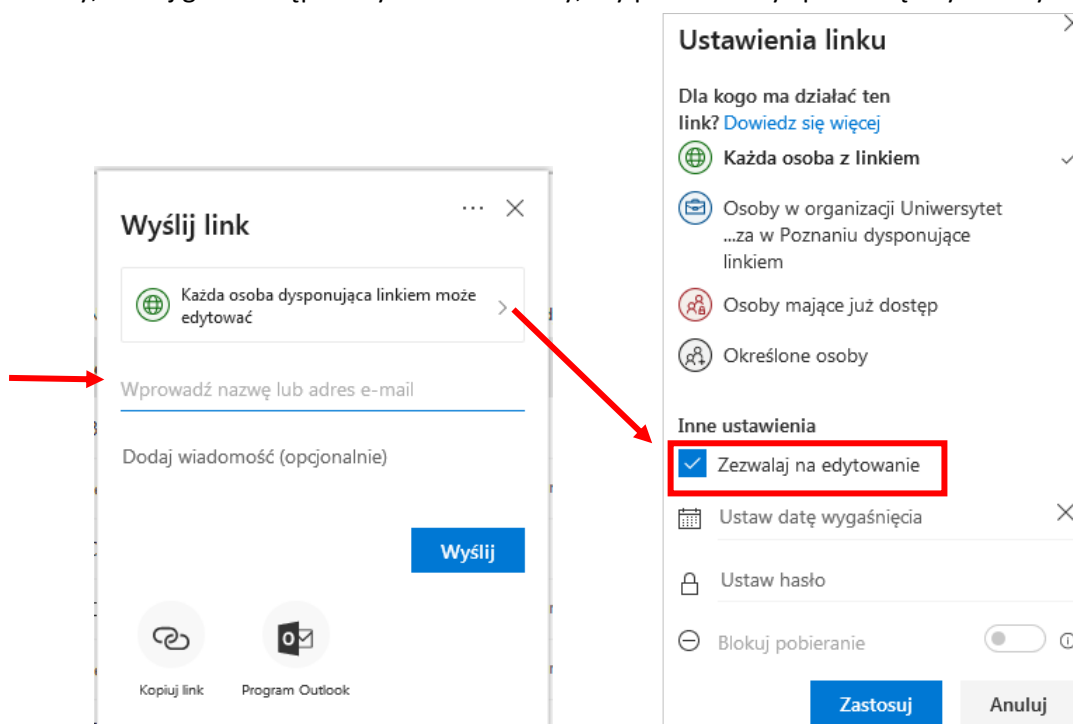 Wyślij link
Każda osoba dysponująca linkiem może
edytować
Wprowadź nazwę lub adres e-mail
Dodaj wiadomość (opcjonalnie)
Wyślij
Kopiuj link
Program Outlook
Ustawienia linku
Dla kogo ma działać ten
link? Dowiedz się więcej
Każda osoba z linkiem
Osoby w organizacji Uniwersytet
...za w Poznaniu dysponujące
linkiem
Osoby mające już dostęp
Określone osoby
Inne ustawienia
Zezwalaj na edytowanie
Ustaw datę wygaśnięcia
Ustaw hasło
Blokuj pobieranie
Zastosuj
Anuluj